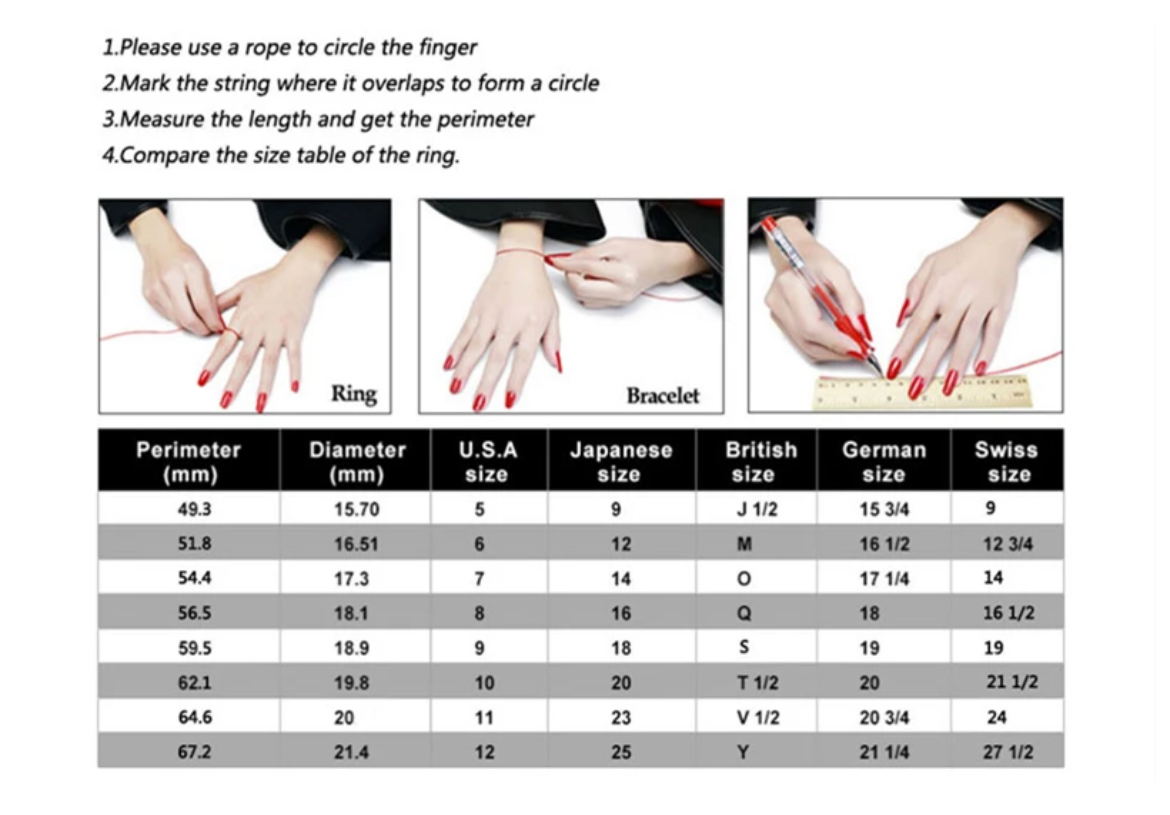 1.Please use a rope to circle the finger
2.Mark the string where it overlaps to form a circle
3.Measure the length and get the perimeter
4.Compare the size table of the ring.
Ring
Bracelet
Perimeter (mm) Diameter (mm) U.S.A size Japanese size British size German size Swiss size
49.3 15.70 5 9 J 1/2 15 3/4 9
51.8 16.51 6 12 M 16 1/2 12 3/4
54.4 17.3 7 14 O 17 1/4 14
56.5 18.1 8 16 Q 18 16 1/2
59.5 18.9 9 18 S 19 19
62.1 19.8 10 20 T 1/2 20 21 1/2
64.6 20 11 23 V 1/2 20 3/4 24
67.2 21.4 12 25 Y 21 1/4 27 1/2